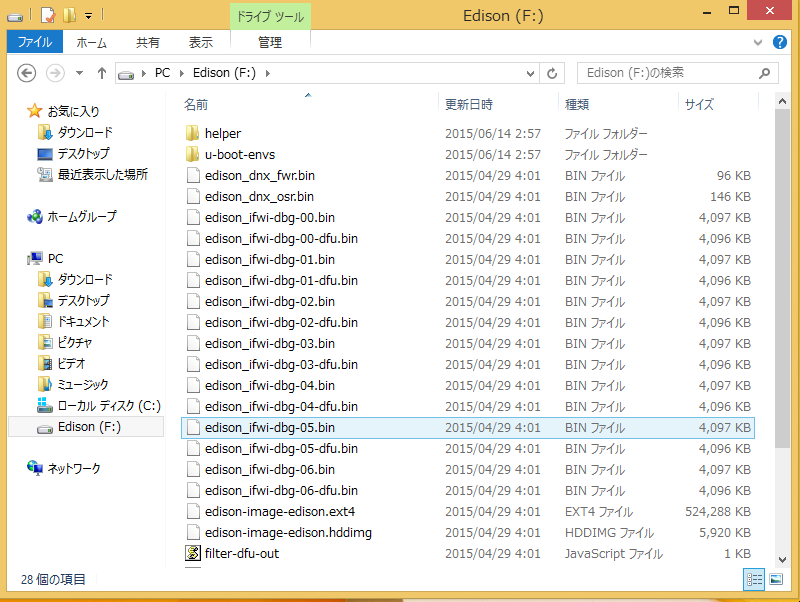 ドライブ ツール
Edison (F:)
ファイル ホーム 共有 表示 管理
PC Edison (F:) Edison (F:)の検索
お気に入り
ダウンロード
デスクトップ
最近表示した場所
ホームグループ
PC
ダウンロード
デスクトップ
ドキュメント
ピクチャ
ビデオ
ミュージック
ローカル ディスク (C:)
Edison (F:)
ネットワーク
名前 更新日時 種類 サイズ
helper 2015/06/14 2:57 ファイル フォルダー
u-boot-envs 2015/06/14 2:57 ファイル フォルダー
edison_dnx_fwr.bin 2015/04/29 4:01 BIN ファイル 96 KB
edison_dnx_osr.bin 2015/04/29 4:01 BIN ファイル 146 KB
edison_ifwi-dbg-00.bin 2015/04/29 4:01 BIN ファイル 4,097 KB
edison_ifwi-dbg-00-dfu.bin 2015/04/29 4:01 BIN ファイル 4,096 KB
edison_ifwi-dbg-01.bin 2015/04/29 4:01 BIN ファイル 4,097 KB
edison_ifwi-dbg-01-dfu.bin 2015/04/29 4:01 BIN ファイル 4,096 KB
edison_ifwi-dbg-02.bin 2015/04/29 4:01 BIN ファイル 4,097 KB
edison_ifwi-dbg-02-dfu.bin 2015/04/29 4:01 BIN ファイル 4,096 KB
edison_ifwi-dbg-03.bin 2015/04/29 4:01 BIN ファイル 4,097 KB
edison_ifwi-dbg-03-dfu.bin 2015/04/29 4:01 BIN ファイル 4,096 KB
edison_ifwi-dbg-04.bin 2015/04/29 4:01 BIN ファイル 4,097 KB
edison_ifwi-dbg-04-dfu.bin 2015/04/29 4:01 BIN ファイル 4,096 KB
edison_ifwi-dbg-05.bin 2015/04/29 4:01 BIN ファイル 4,097 KB
edison_ifwi-dbg-05-dfu.bin 2015/04/29 4:01 BIN ファイル 4,096 KB
edison_ifwi-dbg-06.bin 2015/04/29 4:01 BIN ファイル 4,097 KB
edison_ifwi-dbg-06-dfu.bin 2015/04/29 4:01 BIN ファイル 4,096 KB
edison-image-edison.ext4 2015/04/29 4:01 EXT4 ファイル 524,288 KB
edison-image-edison.hddimg 2015/04/29 4:01 HDDIMG ファイル 5,920 KB
filter-dfu-out 2015/04/29 4:01 JavaScript ファイル 1 KB
28 個の項目